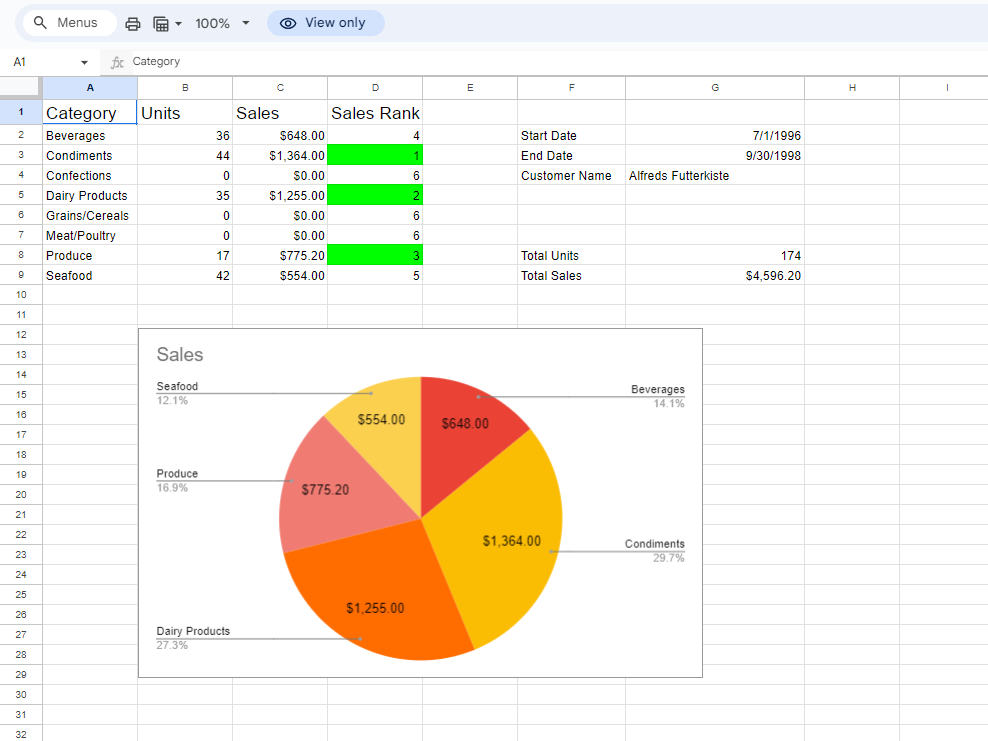 Menus 100% View only
A1 fx Category
A B C D E F G H I
1 Category Units Sales Sales Rank
2 Beverages 36 $648.00 4 Start Date 7/1/1996
3 Condiments 44 $1,364.00 1 End Date 9/30/1998
4 Confections 0 $0.00 6 Customer Name Alfreds Futterkiste
5 Dairy Products 35 $1,255.00 2
6 Grains/Cereals 0 $0.00 6
7 Meat/Poultry 0 $0.00 6
8 Produce 17 $775.20 3 Total Units 174
9 Seafood 42 $554.00 5 Total Sales $4,596.20
10
11
12
13 Sales
14
15 Seafood Beverages
16 12.1% 14.1%
17 $554.00 $648.00
18
19 Produce
20 16.9% $775.20
21
22
23 $1,364.00 Condiments
24 29.7%
25
26 $1,255.00
27 Dairy Products
28 27.3%
29
30
31
32